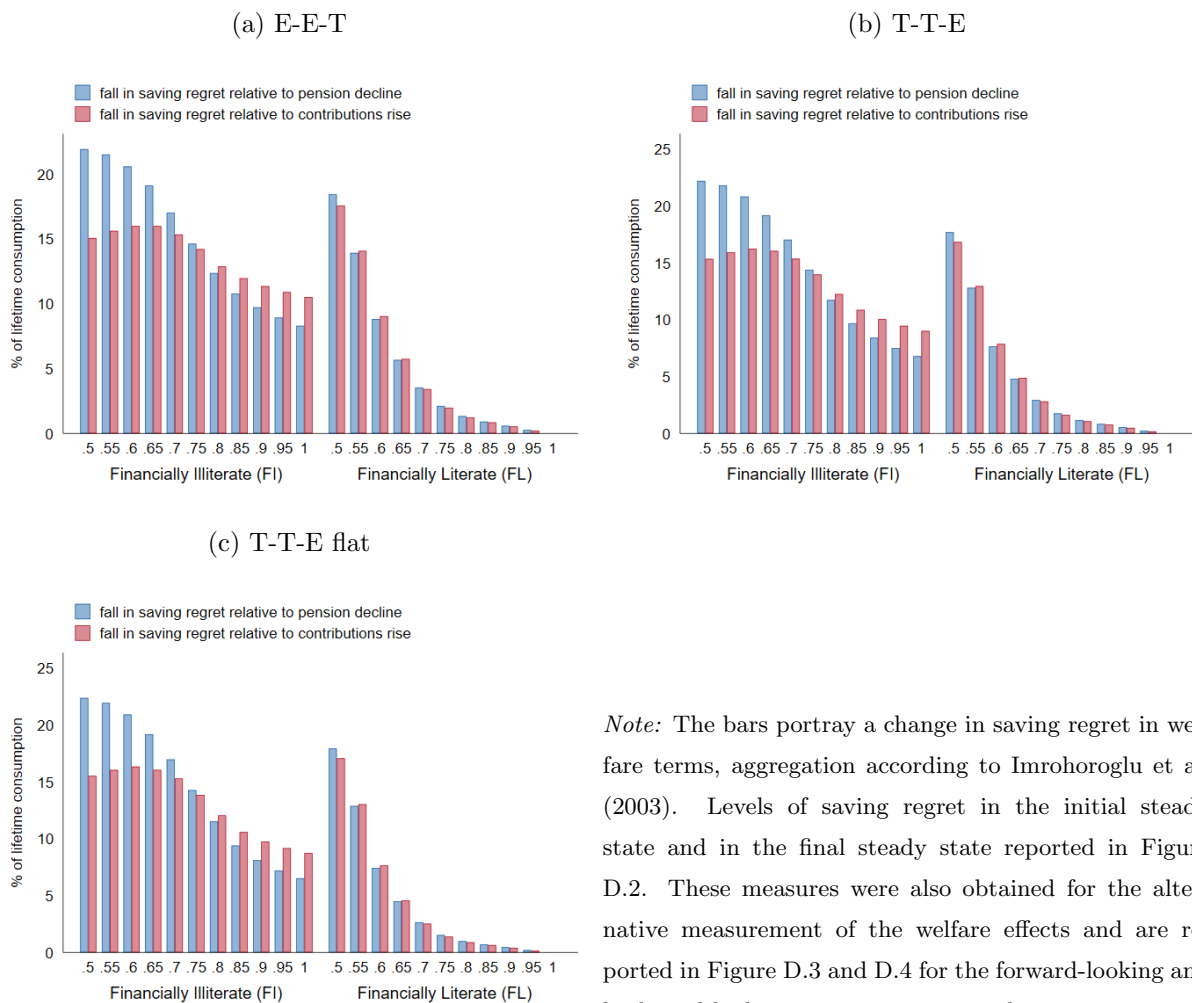 (a) E-E-T
fall in saving regret relative to pension decline
fall in saving regret relative to contributions rise
% of lifetime consumption
20
15
10
5
0
.5 .55 .6 .65 .7 .75 .8 .85 .9 .95 1
.5 .55 .6 .65 .7 .75 .8 .85 .9 .95 1
Financially Illiterate (FI)
Financially Literate (FL)
(b) T-T-E
fall in saving regret relative to pension decline
fall in saving regret relative to contributions rise
% of lifetime consumption
25
20
15
10
5
0
.5 .55 .6 .65 .7 .75 .8 .85 .9 .95 1
.5 .55 .6 .65 .7 .75 .8 .85 .9 .95 1
Financially Illiterate (FI)
Financially Literate (FL)
(c) T-T-E flat
fall in saving regret relative to pension decline
fall in saving regret relative to contributions rise
% of lifetime consumption
25
20
15
10
5
0
.5 .55 .6 .65 .7 .75 .8 .85 .9 .95 1
.5 .55 .6 .65 .7 .75 .8 .85 .9 .95 1
Financially Illiterate (FI)
Financially Literate (FL)
Note: The bars portray a change in saving regret in wel
fare terms, aggregation according to Imrohoroglu et a
(2003). Levels of saving regret in the initial stead
state and in the final steady state reported in Figur
D.2. These measures were also obtained for the alte
native measurement of the welfare effects and are re
ported in Figure D.3 and D.4 for the forward-looking an